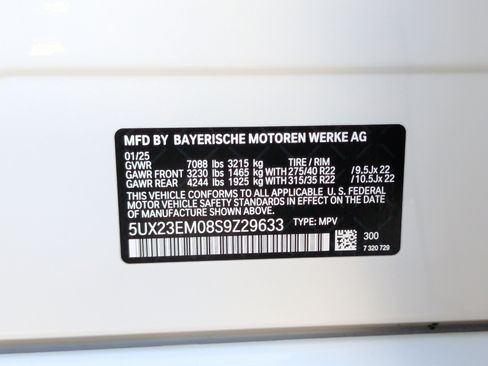 MFD BY BAYERISCHE MOTOREN WERKE AG
01/25
GVWR 7088 lbs 3215 kg TIRE / RIM
GAWR FRONT 3230 lbs 1465 kg WITH 275/40 R22 / 9.5Jx 22
GAWR REAR 4244 lbs 1925 kg WITH 315/35 R22 / 10.5Jx 22
THIS VEHICLE CONFORMS TO ALL APPLICABLE U. S. FEDERAL
MOTOR VEHICLE SAFETY STANDARDS IN EFFECT ON THE
DATE OF MANUFACTURE SHOWN ABOVE.
5UX23EM08S9Z29633 TYPE: MPV
300
7 320 729